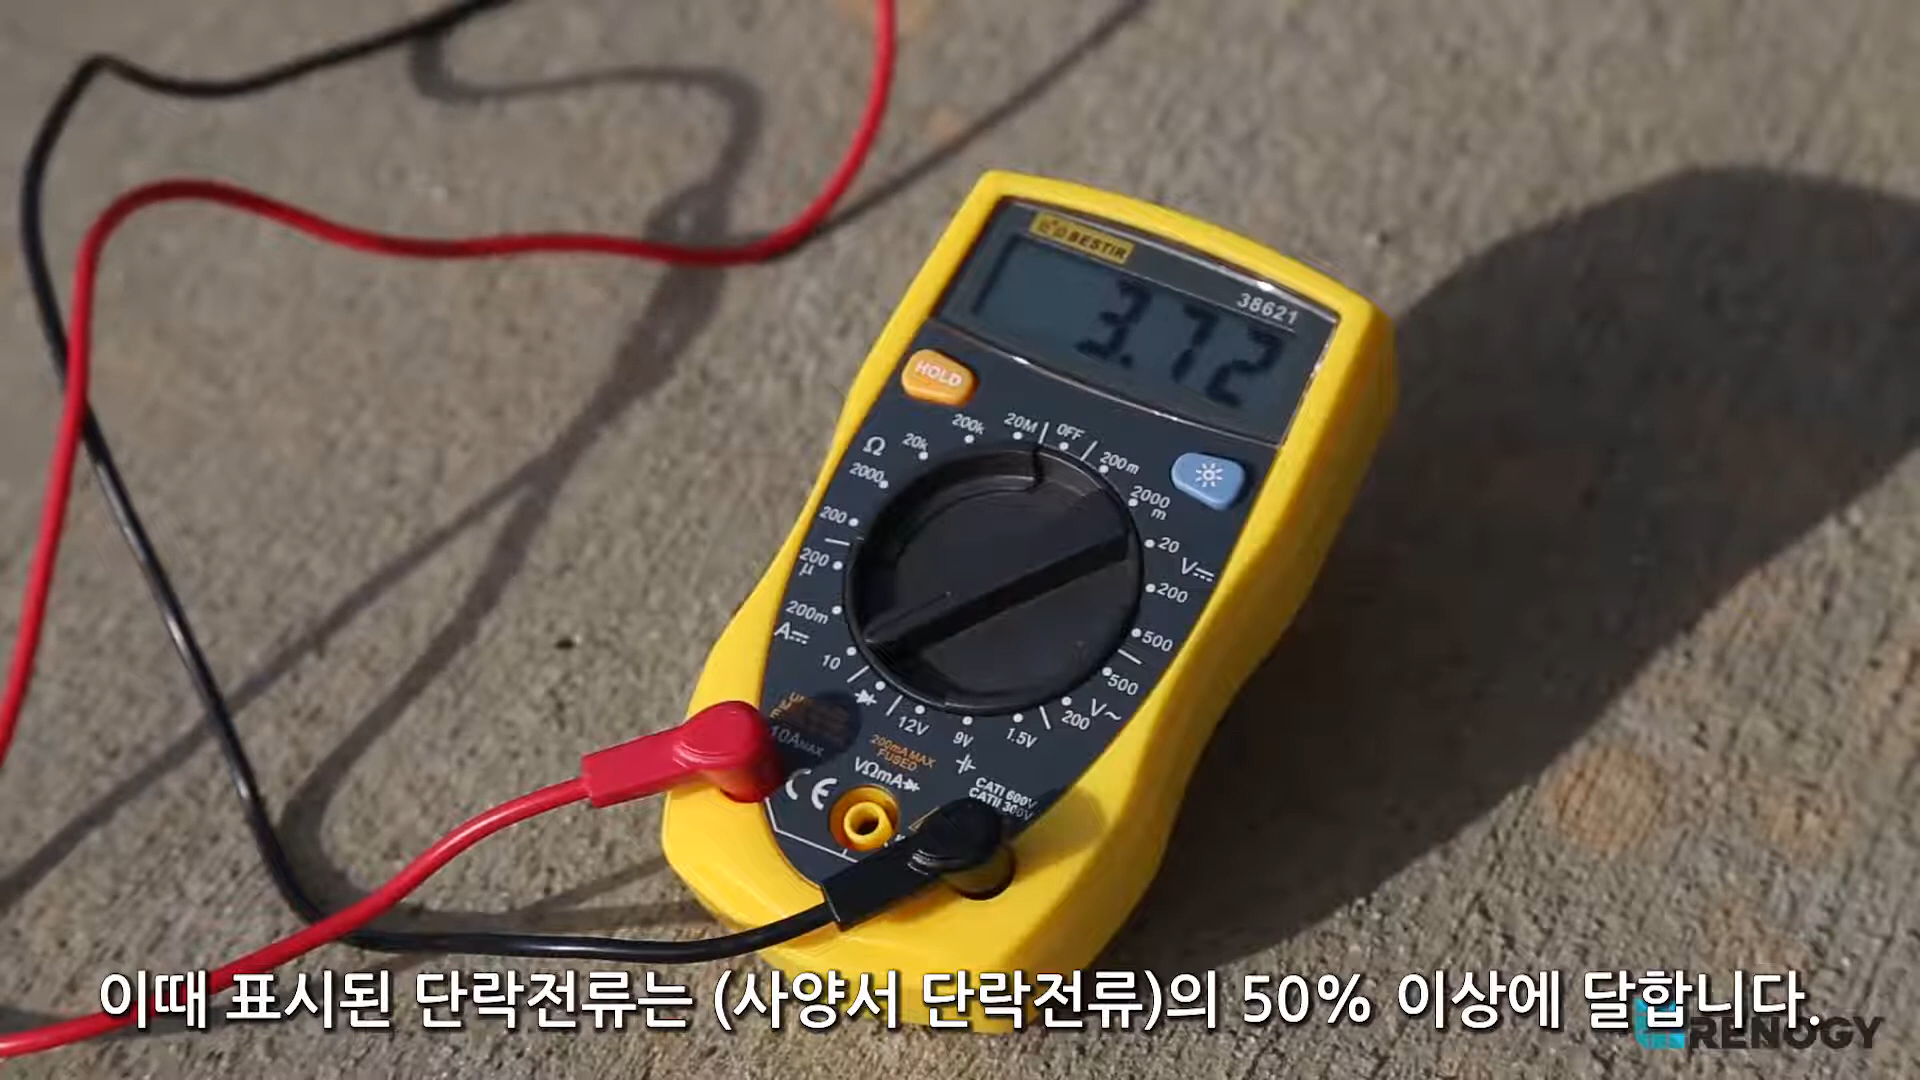 BESTIR
38621
3.72
HOLD
200k
20M
OFF
200m
20k
Ω
2000
2000
m
200
20
V
200
μ
200
200m
A
500
10
500
V~
200
12V
9V
1.5V
10AMAX
200mA MAX
FUSED
VΩmA
CE
CATI 600V
CATII 300V
이때 표시된 단락전류는 (사양서 단락전류)의 50% 이상에 달합니다.
RENOGY